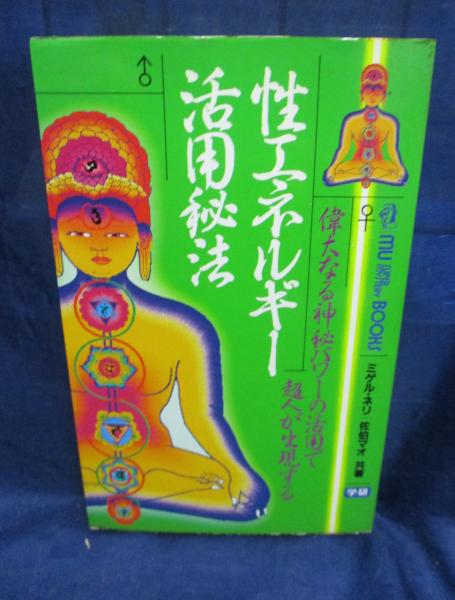 性エネルギー
活用秘法
偉大なる神秘パワーの活用で
超人が出現する
MU SUPER MYSTERY BOOKS
ミゲル・ネリ 佐伯マオ 共著
学研